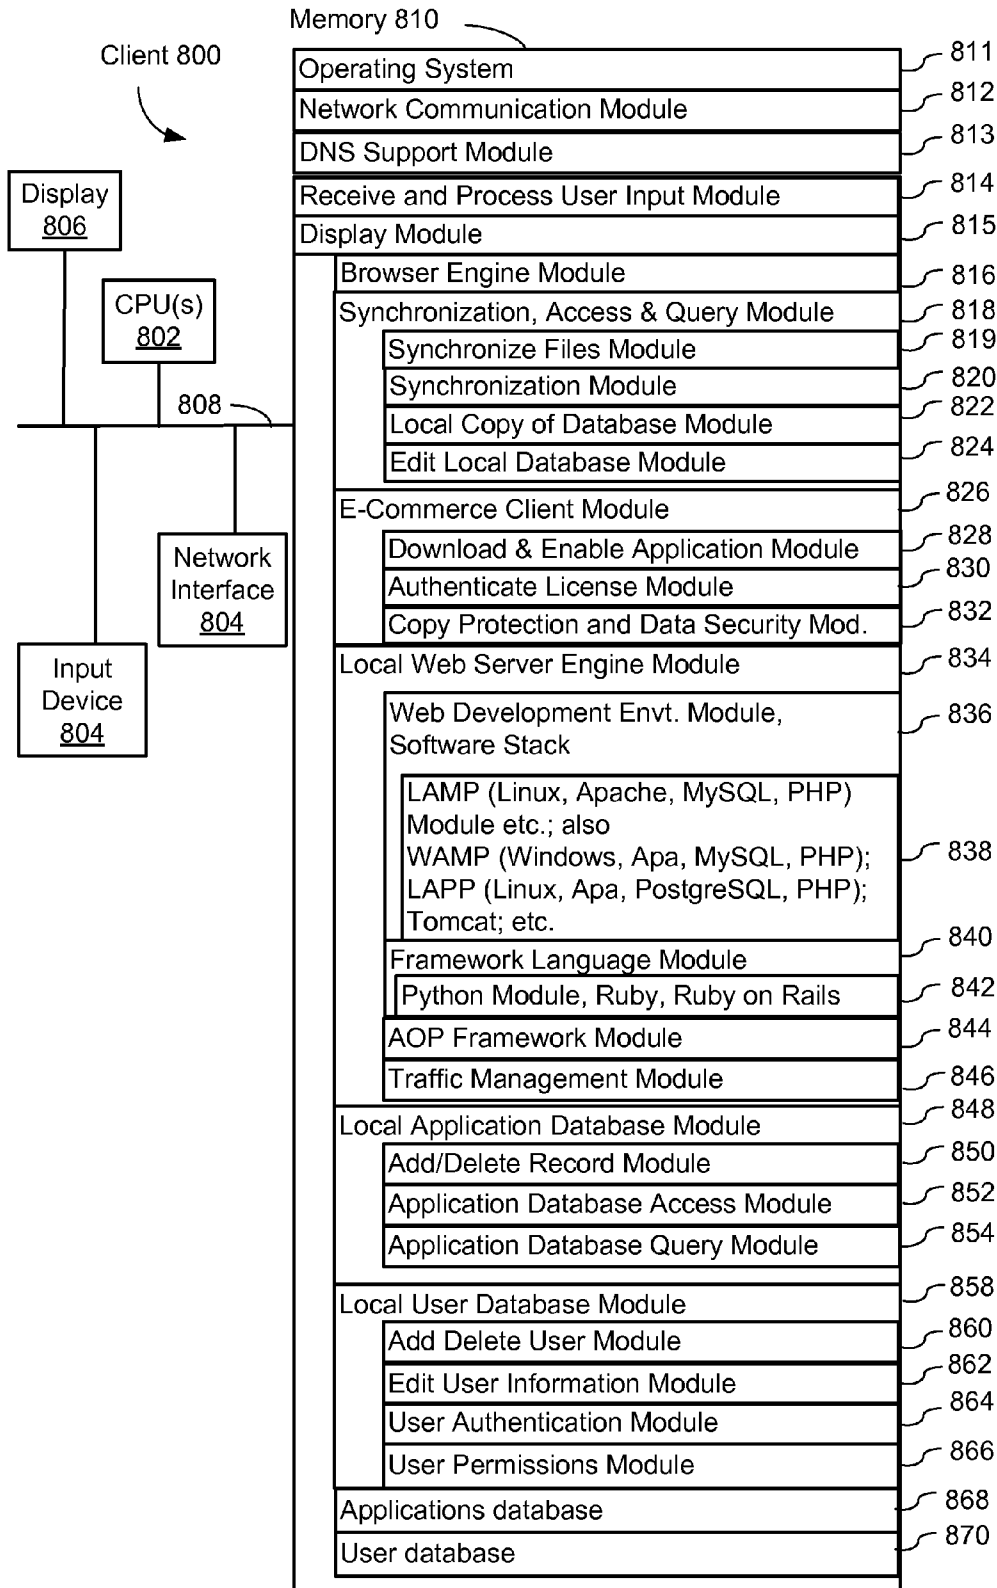 Memory 810
Client 800
Operating System 811
Network Communication Module 812
DNS Support Module 813
Receive and Process User Input Module 814
Display Module 815
Browser Engine Module 816
Synchronization, Access & Query Module 818
Synchronize Files Module 819
Synchronization Module 820
Local Copy of Database Module 822
Edit Local Database Module 824
E-Commerce Client Module 826
Download & Enable Application Module 828
Authenticate License Module 830
Copy Protection and Data Security Mod. 832
Local Web Server Engine Module 834
Web Development Envt. Module, 836
Software Stack
LAMP (Linux, Apache, MySQL, PHP)
Module etc.; also
WAMP (Windows, Apa, MySQL, PHP); 838
LAPP (Linux, Apa, PostgreSQL, PHP);
Tomcat; etc.
Framework Language Module 840
Python Module, Ruby, Ruby on Rails 842
AOP Framework Module 844
Traffic Management Module 846
Local Application Database Module 848
Add/Delete Record Module 850
Application Database Access Module 852
Application Database Query Module 854
Local User Database Module 858
Add Delete User Module 860
Edit User Information Module 862
User Authentication Module 864
User Permissions Module 866
Applications database 868
User database 870
Display
806
CPU(s)
802
808
Network
Interface
804
Input
Device
804